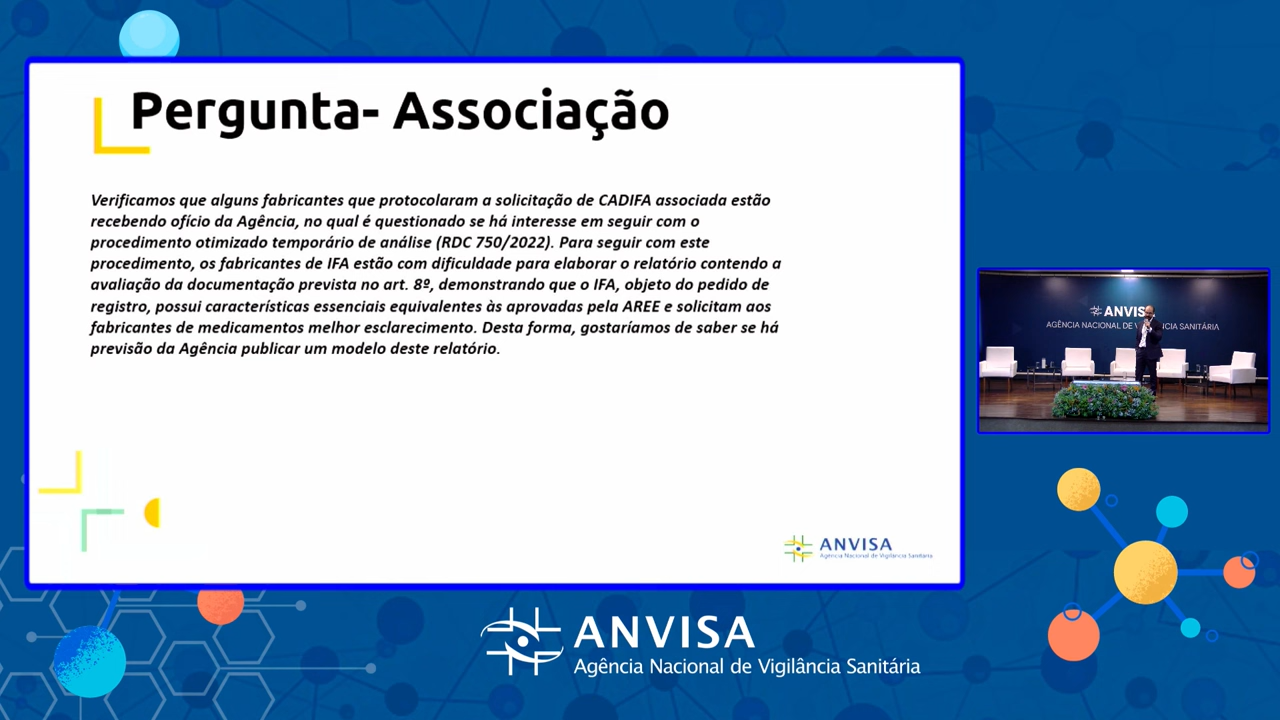 Pergunta- Associação
Verificamos que alguns fabricantes que protocolaram a solicitação de CADIFA associada estão
recebendo ofício da Agência, no qual é questionado se há interesse em seguir com o
procedimento otimizado temporário de análise (RDC 750/2022). Para seguir com este
procedimento, os fabricantes de IFA estão com dificuldade para elaborar o relatório contendo a
avaliação da documentação prevista no art. 8º, demonstrando que o IFA, objeto do pedido de
registro, possui características essenciais equivalentes às aprovadas pela AREE e solicitam aos
fabricantes de medicamentos melhor esclarecimento. Desta forma, gostaríamos de saber se há
previsão da Agência publicar um modelo deste relatório.
ANVISA
Agência Nacional de Vigilância Sanitária
AGÊNCIA NACIONAL DE SANITÁRIA
ANVISA
Agência Nacional de Vigilância Sanitária